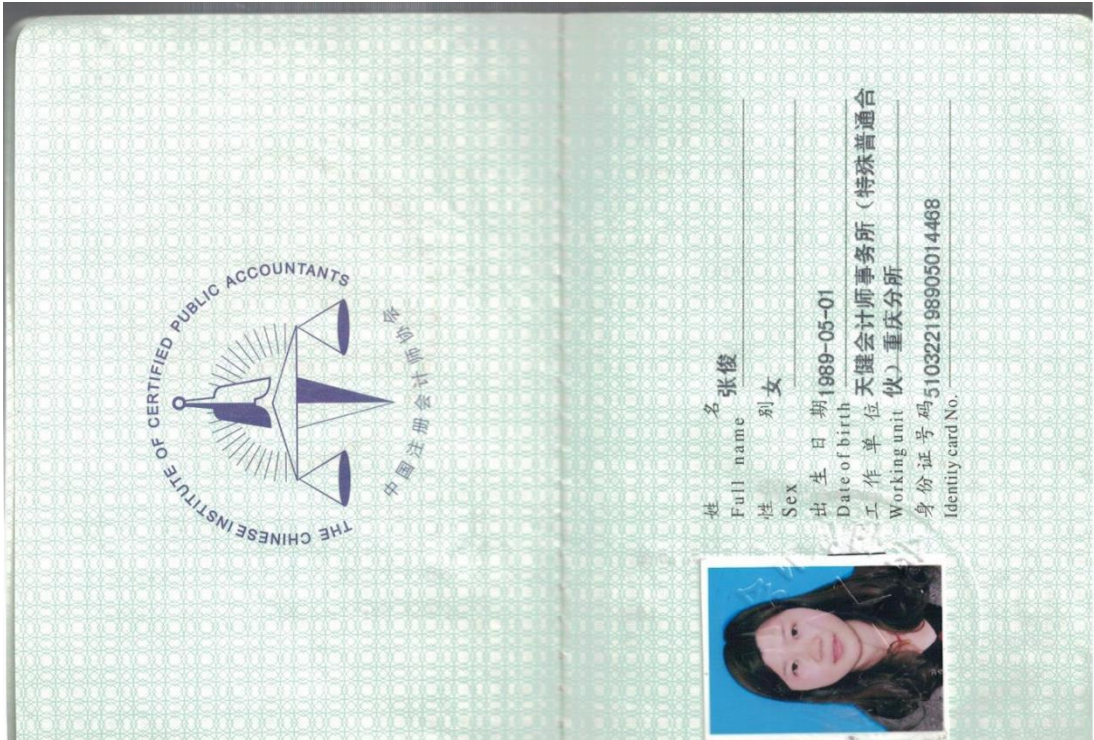 THE CHINESE INSTITUTE OF CERTIFIED PUBLIC ACCOUNTANTS
中国注册会计师协会
姓 名 张俊
Full name
性 别 女
Sex
出 生 日 期 1989-05-01
Date of birth
工 作 单 位 天健会计师事务所（特殊普通合
Working unit 伙）重庆分所
身份证号码 510322198905014468
Identity card No.